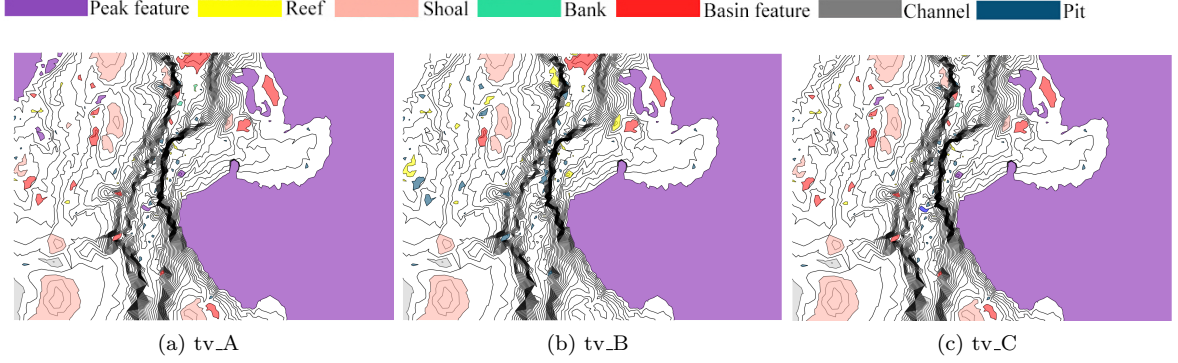 Peak feature Reef Shoal Bank Basin feature Channel Pit
(a) tv_A (b) tv_B (c) tv_C